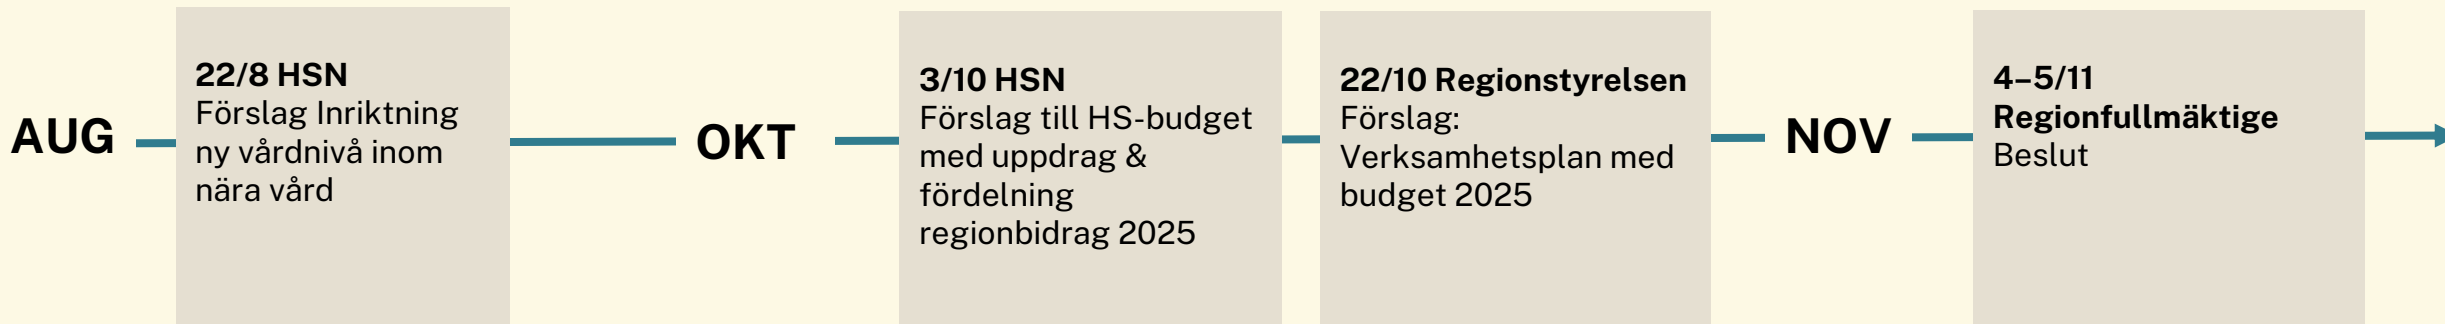 AUG
22/8 HSN
Förslag Inriktning
ny vårdnivå inom
nära vård
OKT
3/10 HSN
Förslag till HS-budget
med uppdrag &
fördelning
regionbidrag 2025
22/10 Regionstyrelsen
Förslag:
Verksamhetsplan med
budget 2025
NOV
4–5/11
Regionfullmäktige
Beslut